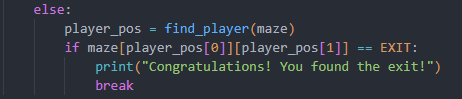 else:
    player_pos = find_player(maze)
    if maze[player_pos[0]][player_pos[1]] == EXIT:
        print("Congratulations! You found the exit!")
        break